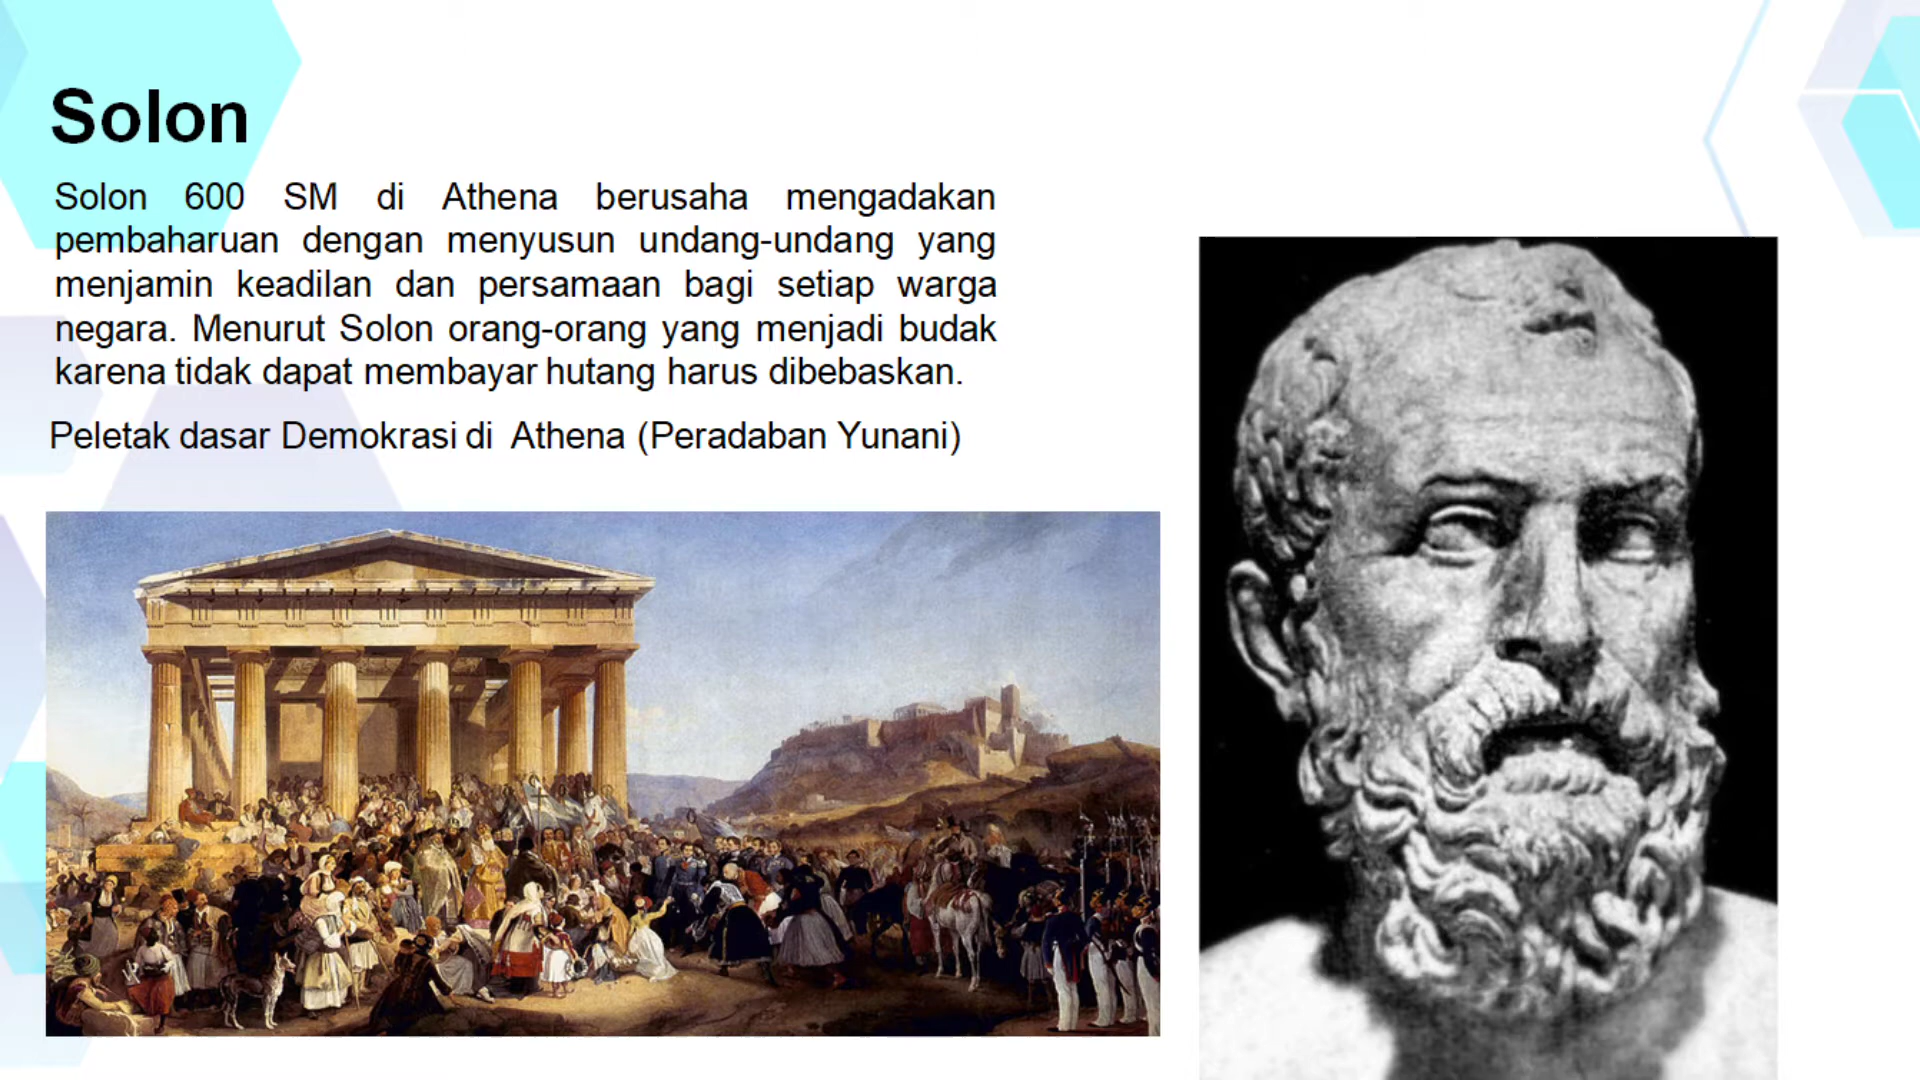 Solon
Solon 600 SM di Athena berusaha mengadakan
pembaharuan dengan menyusun undang-undang yang
menjamin keadilan dan persamaan bagi setiap warga
negara. Menurut Solon orang-orang yang menjadi budak
karena tidak dapat membayar hutang harus dibebaskan.
Peletak dasar Demokrasi di Athena (Peradaban Yunani)